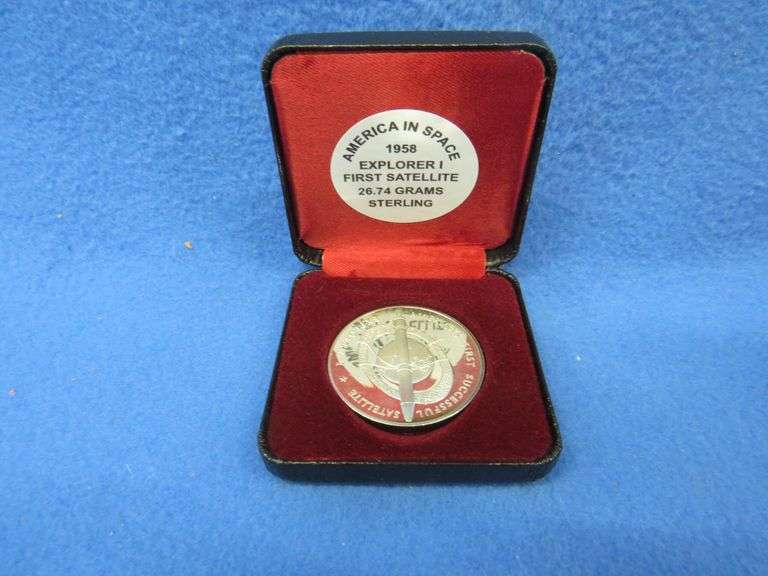 AMERICA IN SPACE
1958
EXPLORER I
FIRST SATELLITE
26.74 GRAMS
STERLING
FIRST SUCCESSFUL SATELLITE